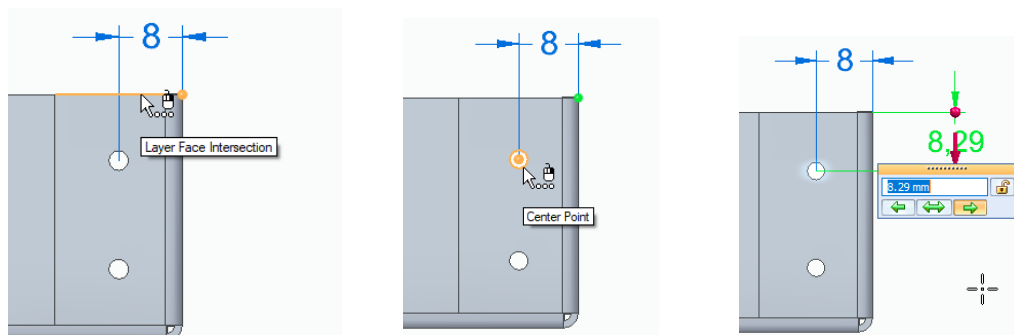 8
Layer Face Intersection
8
Center Point
8
8,29
8.29 mm